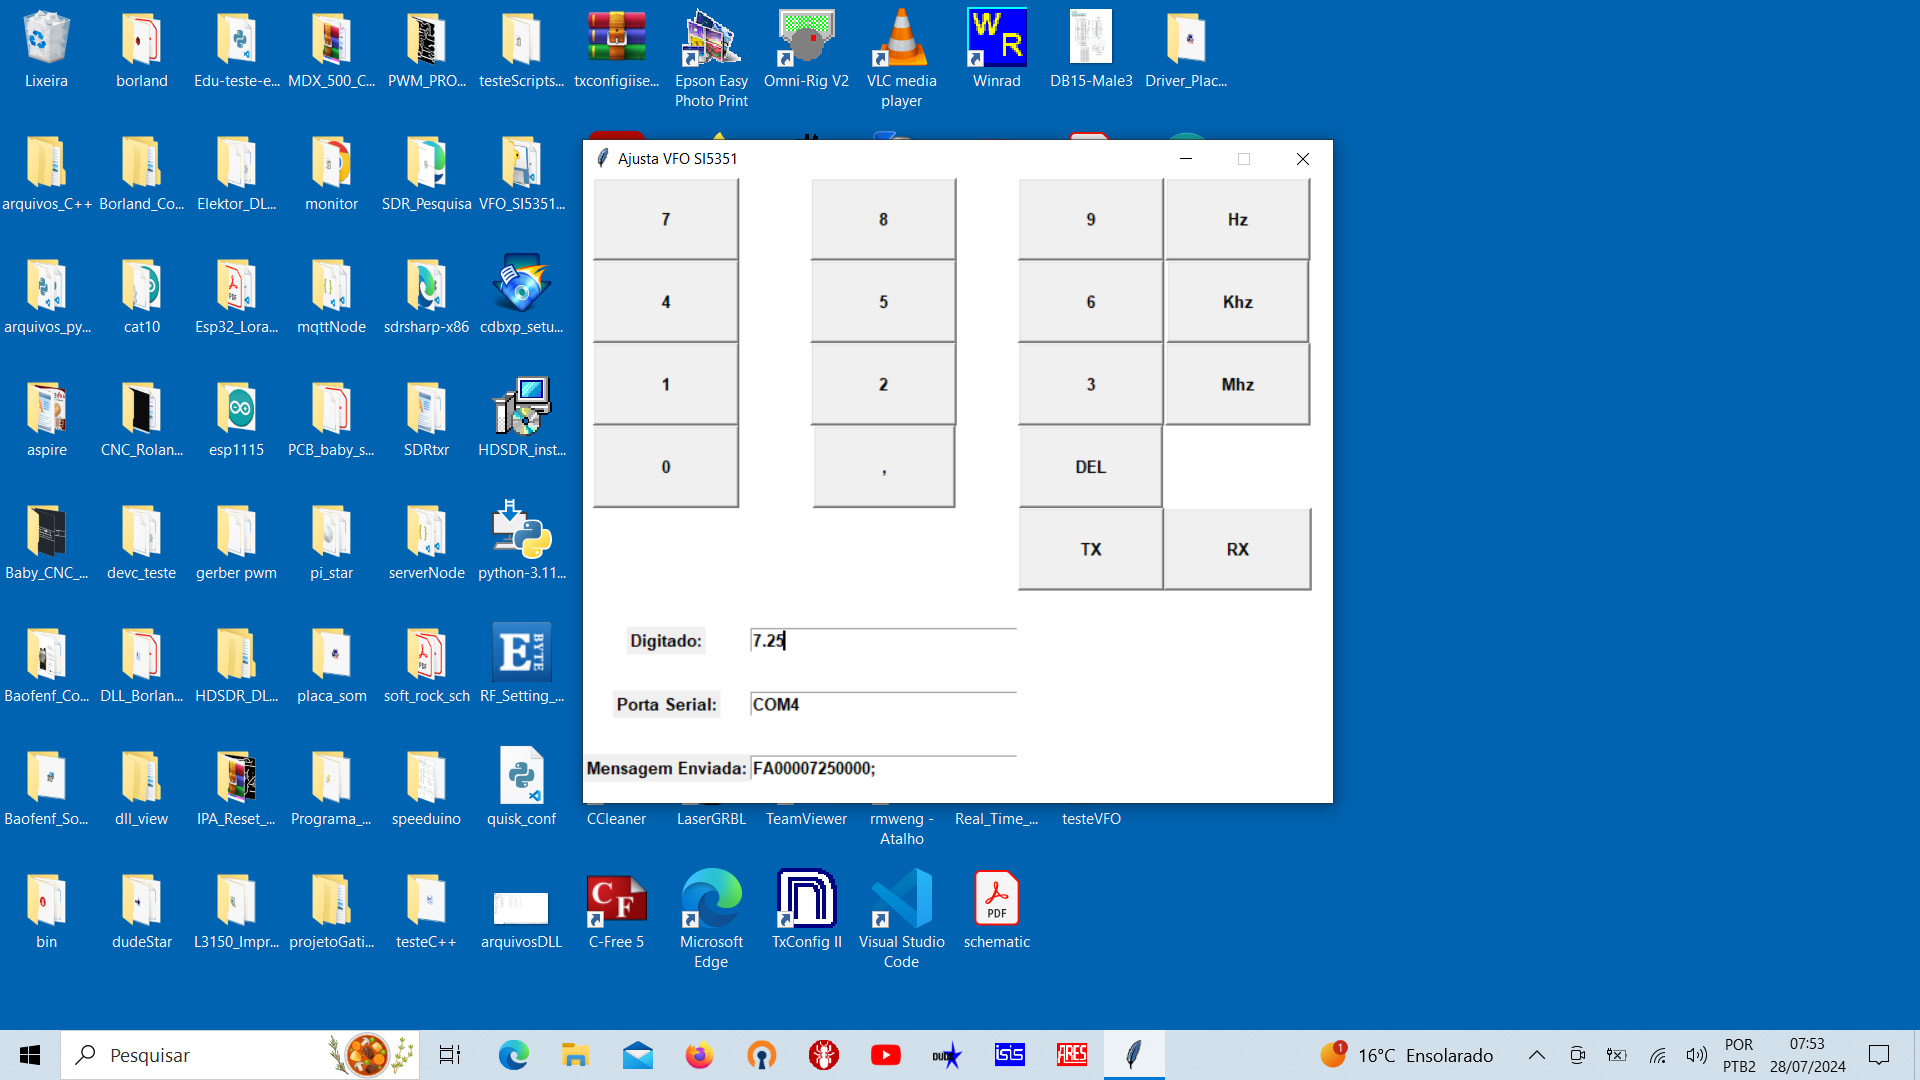 Lixeira
borland
Edu-teste-e...
MDX_500_C...
PWM_PRO...
testeScripts...
txconfigiise...
Epson Easy
Photo Print
Omni-Rig V2
VLC media
player
W
R
Winrad
DB15-Male3
Driver_Plac...
arquivos_C++
Borland_Co...
Elektor_DL...
monitor
SDR_Pesquisa
VFO_SI5351...
arquivos_py...
cat10
Esp32_Lora...
mqttNode
sdrsharp-x86
cdbxp_setu...
aspire
CNC_Rolan...
esp1115
PCB_baby_s...
SDRtxr
HDSDR_inst...
Baby_CNC_...
devc_teste
gerber pwm
pi_star
serverNode
python-3.11...
Baofenf_Co...
DLL_Borlan...
HDSDR_DL...
placa_som
soft_rock_sch
E BYTE
RF_Setting_...
Baofenf_So...
dll_view
IPA_Reset_...
Programa_...
speeduino
quisk_conf
CCleaner
LaserGRBL
TeamViewer
rmweng -
Atalho
Real_Time_...
testeVFO
bin
dudeStar
L3150_Impr...
projetoGati...
testeC++
arquivosDLL
C F
C-Free 5
Microsoft
Edge
TxConfig II
Visual Studio
Code
PDF
schematic
Ajusta VFO SI5351
7
8
9
Hz
4
5
6
Khz
1
2
3
Mhz
0
,
DEL
TX
RX
Digitado:
7.25
Porta Serial:
COM4
Mensagem Enviada:
FA00007250000;
Pesquisar
DUDE
isis
ARES
1
16°C Ensolarado
POR
PTB2
07:53
28/07/2024